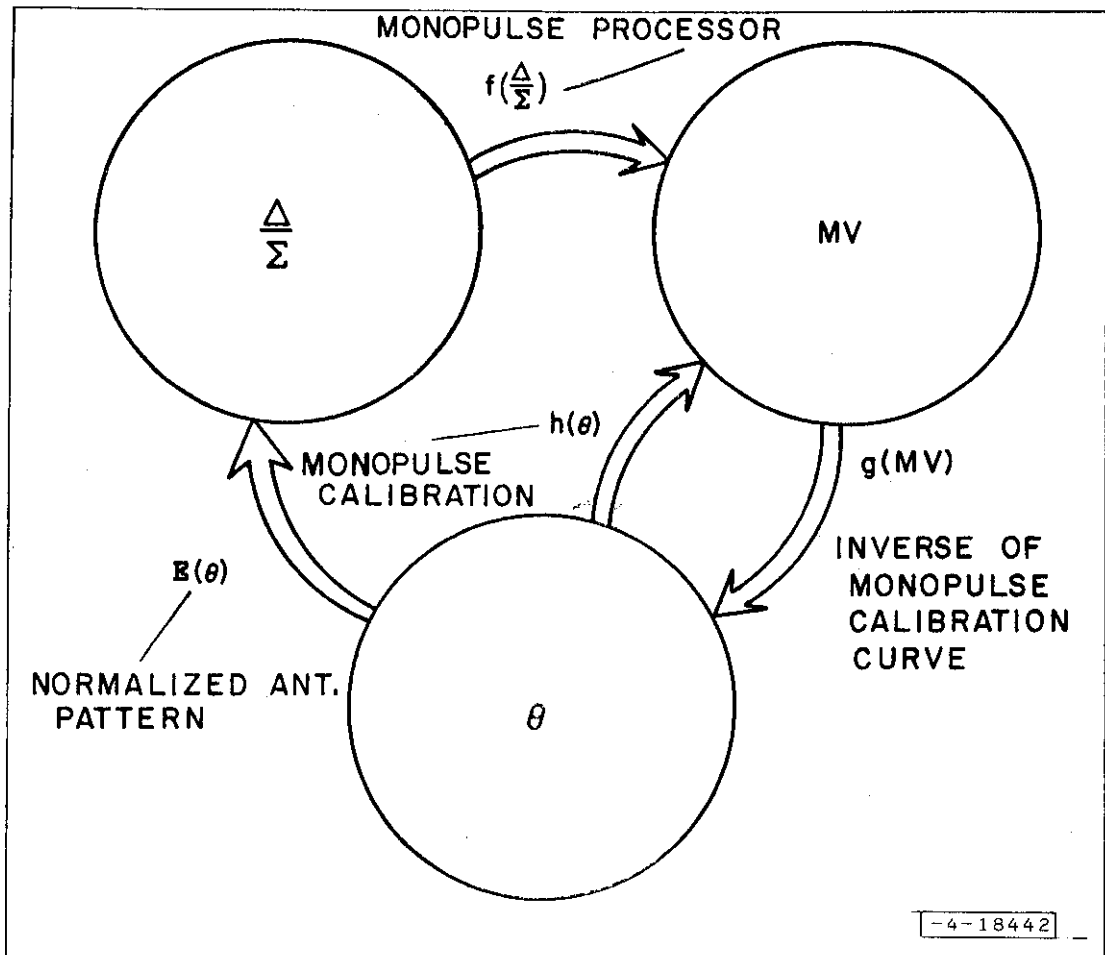 MONOPULSE PROCESSOR
f(Δ/Σ)
Δ/Σ
MV
h(θ)
MONOPULSE
CALIBRATION
g(MV)
E(θ)
INVERSE OF
MONOPULSE
CALIBRATION
CURVE
NORMALIZED ANT.
PATTERN
θ
-4-18442